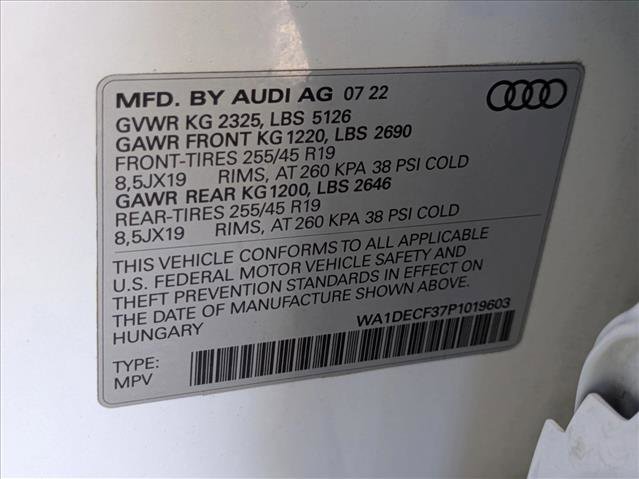 MFD. BY AUDI AG 07 22
GVWR KG 2325, LBS 5126
GAWR FRONT KG 1220, LBS 2690
FRONT-TIRES 255/45 R19
8,5JX19 RIMS, AT 260 KPA 38 PSI COLD
GAWR REAR KG 1200, LBS 2646
REAR-TIRES 255/45 R19
8,5JX19 RIMS, AT 260 KPA 38 PSI COLD
THIS VEHICLE CONFORMS TO ALL APPLICABLE
U.S. FEDERAL MOTOR VEHICLE SAFETY AND
THEFT PREVENTION STANDARDS IN EFFECT ON
THE DATE OF MANUFACTURE SHOWN ABOVE.
HUNGARY
WA1DECF37P1019603
TYPE:
MPV